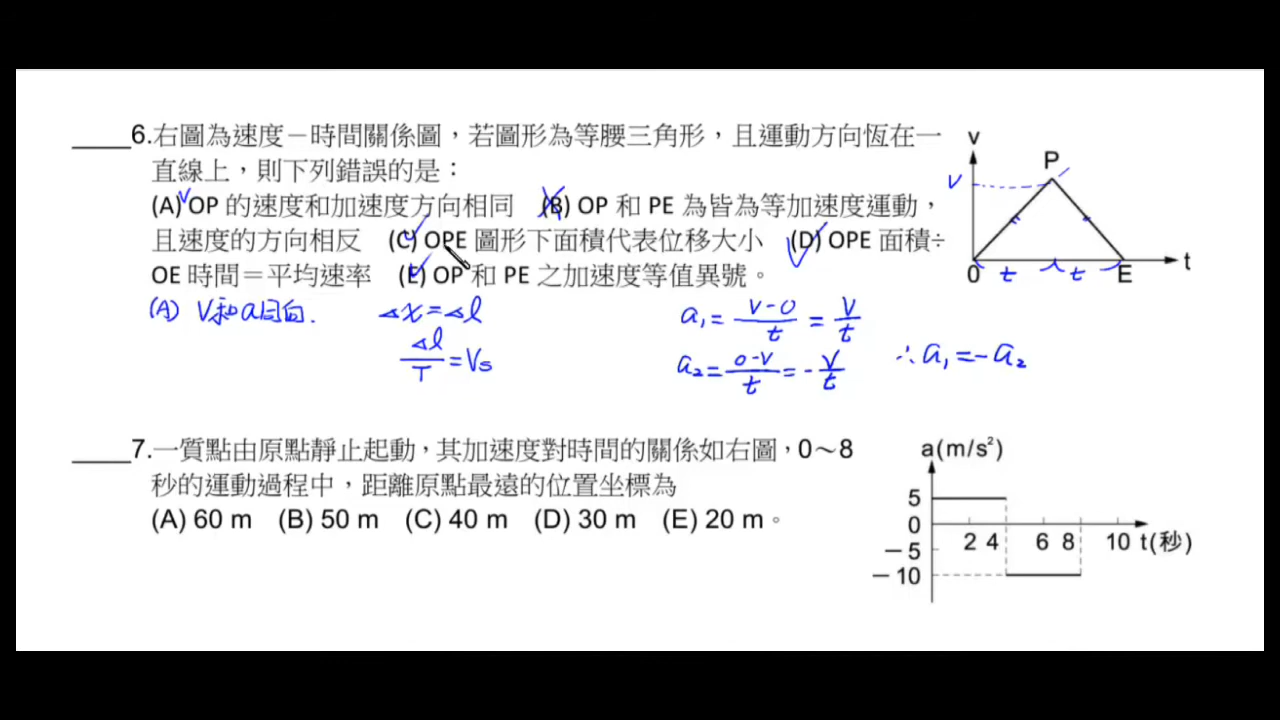 ____6.右圖為速度－時間關係圖，若圖形為等腰三角形，且運動方向恆在一
直線上，則下列錯誤的是：
(A) OP 的速度和加速度方向相同 (B) OP 和 PE 為皆為等加速度運動，
且速度的方向相反 (C) OPE 圖形下面積代表位移大小 (D) OPE 面積÷
OE 時間＝平均速率 (E) OP 和 PE 之加速度等值異號。
v
P
V
0
t
t
E
t
(A) V和a同向.
⊿x=⊿l
⊿l/T=Vs
a₁=(V-0)/t=V/t
a₂=(0-V)/t=-V/t
∴a₁=-a₂
____7.一質點由原點靜止起動，其加速度對時間的關係如右圖，0～8
秒的運動過程中，距離原點最遠的位置坐標為
(A) 60 m (B) 50 m (C) 40 m (D) 30 m (E) 20 m。
a(m/s²)
5
0
－5
－10
2 4 6 8 10 t(秒)